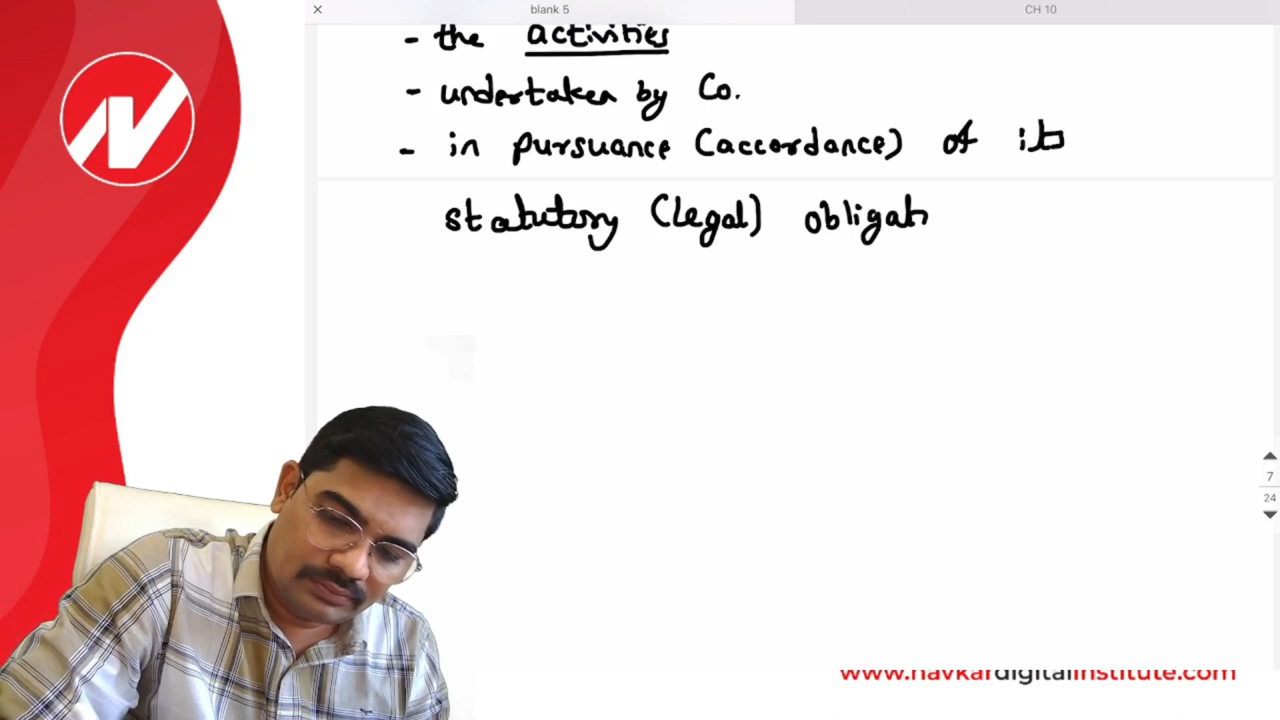 × blank 5 CH 10
- the activities
- undertaken by Co.
- in pursuance (accordance) of its
statutory (legal) obligat
7
24
www.navkardigitalinstitute.com